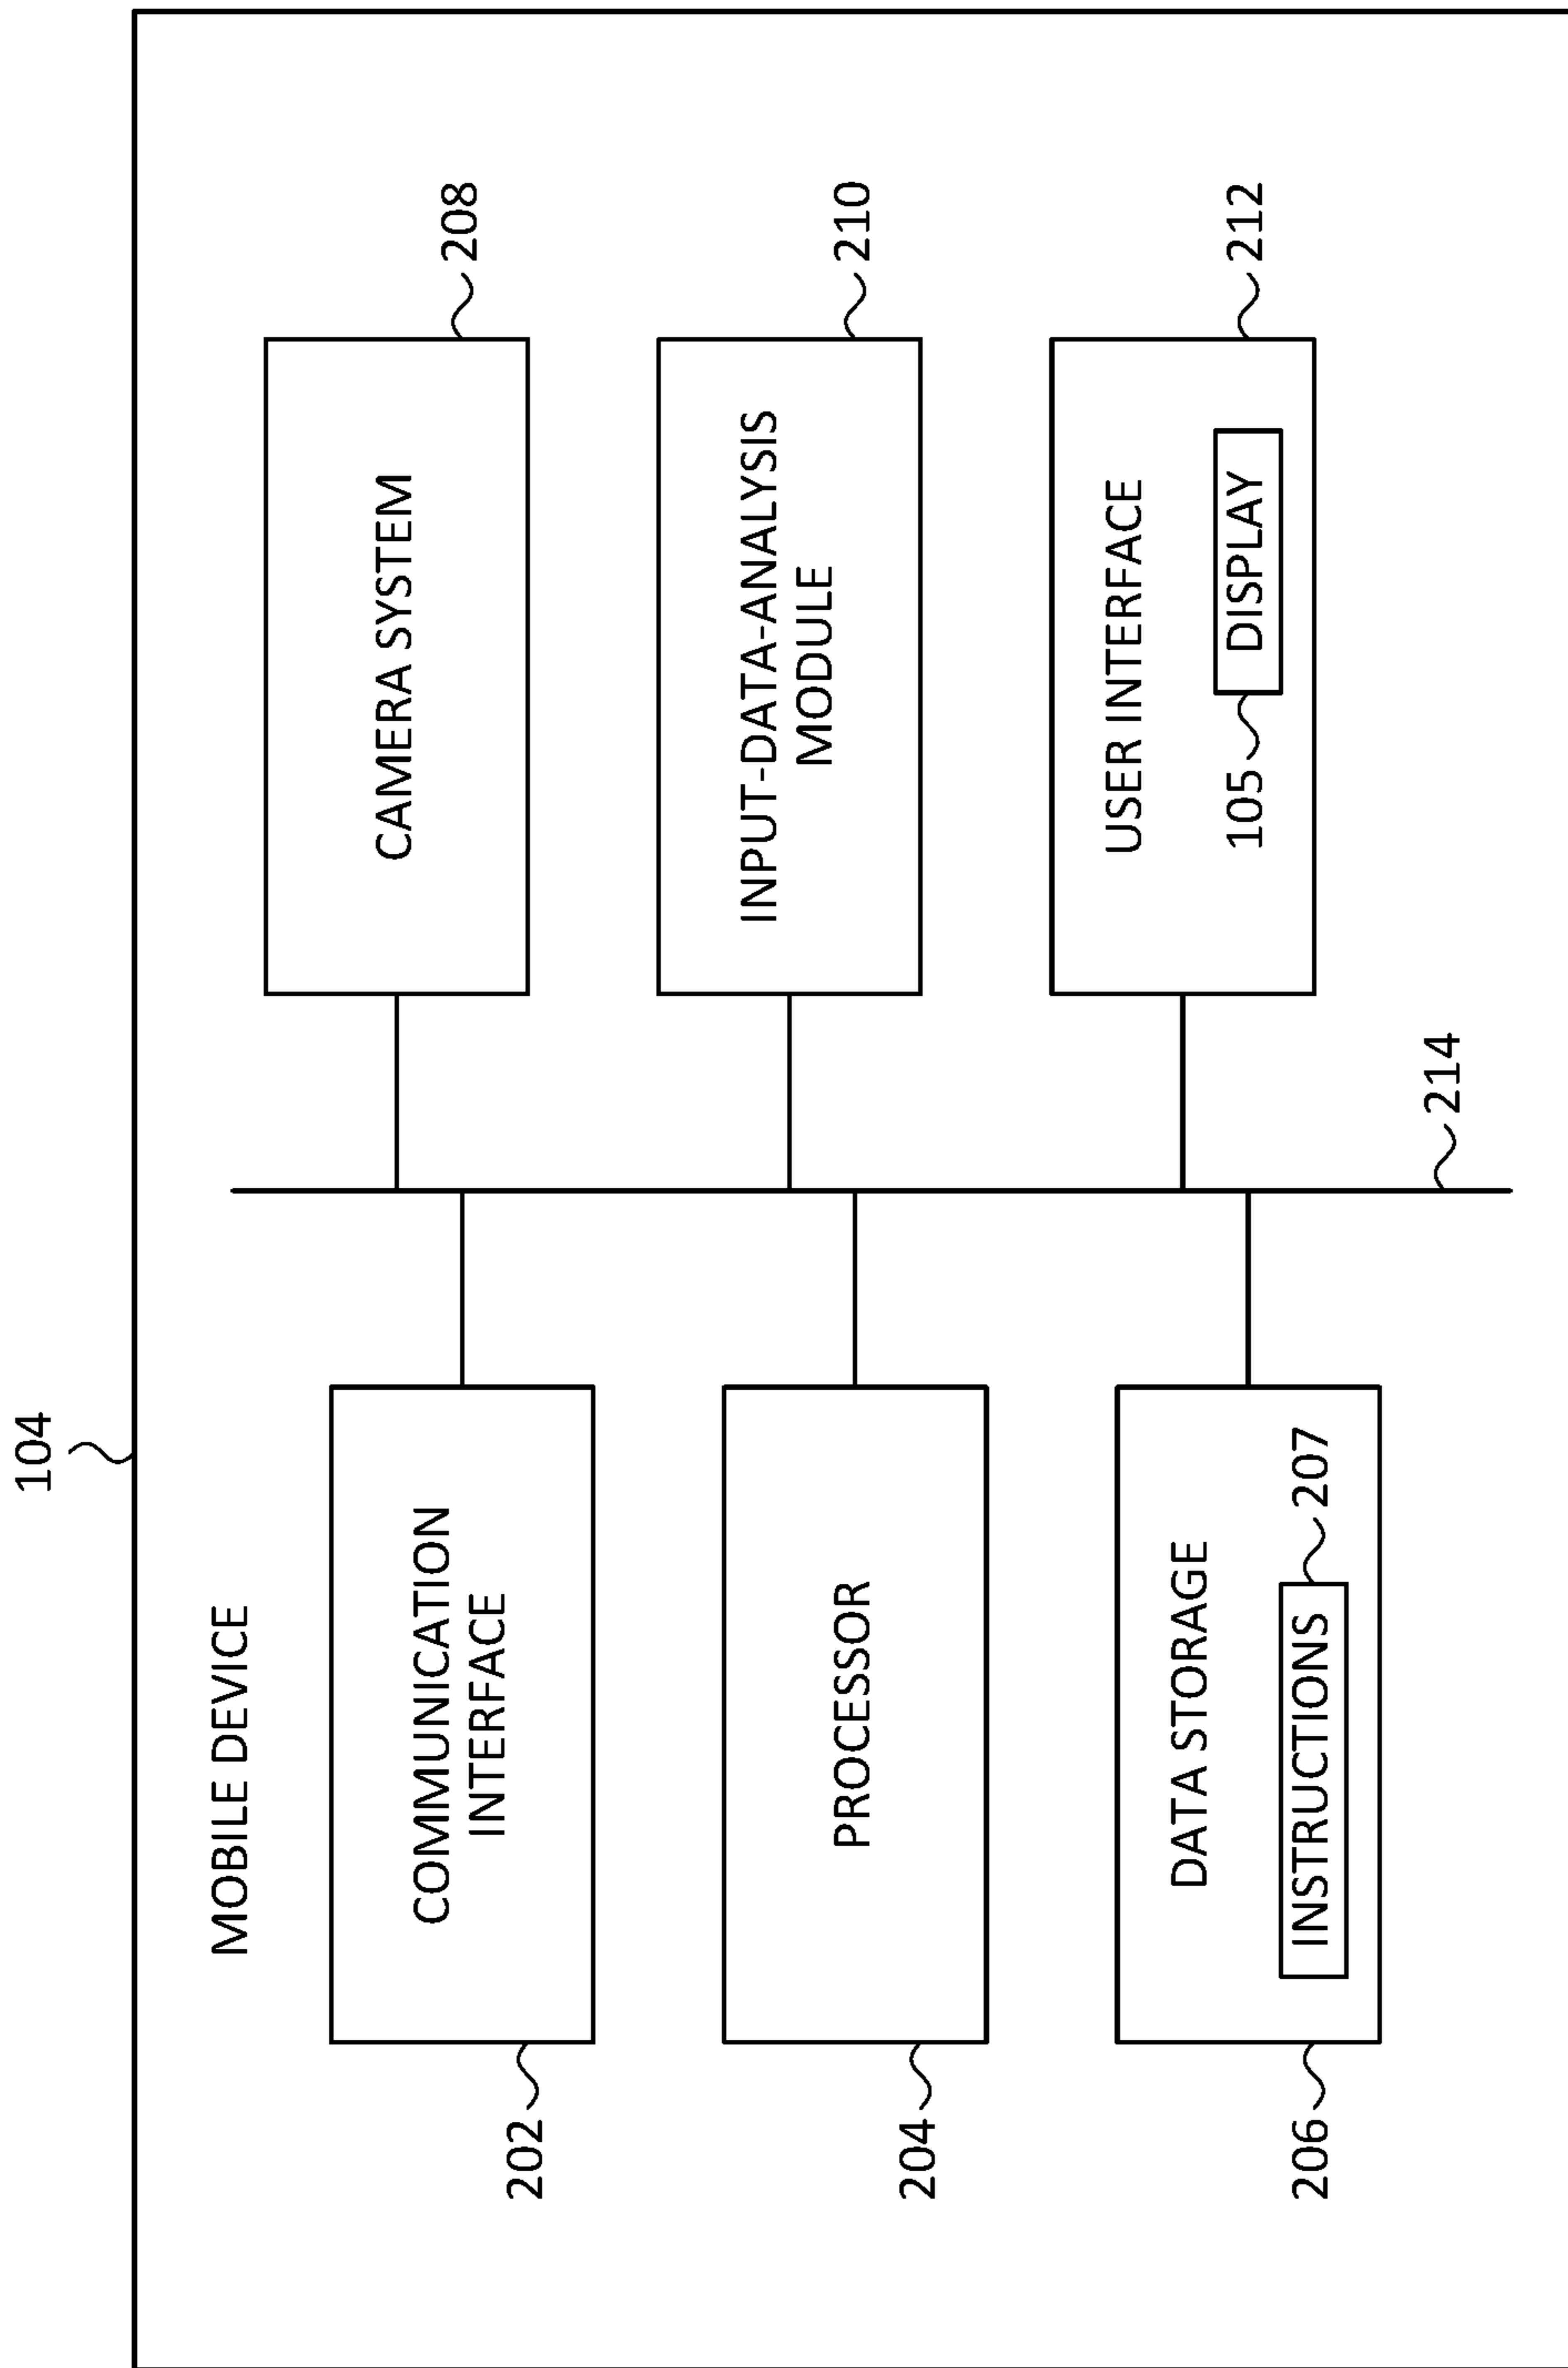 104
MOBILE DEVICE
COMMUNICATION
INTERFACE
202
CAMERA SYSTEM
208
PROCESSOR
204
INPUT-DATA-ANALYSIS
MODULE
210
DATA STORAGE
INSTRUCTIONS
207
206
USER INTERFACE
105
DISPLAY
212
214